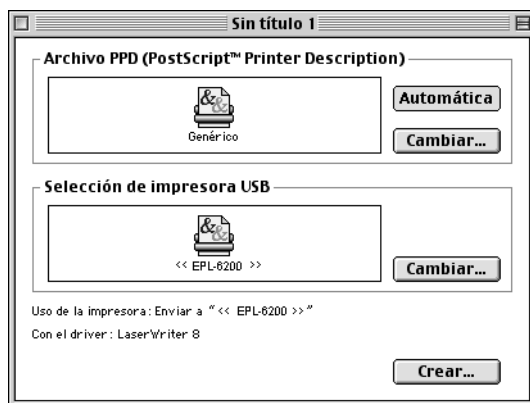 Sin título 1
Archivo PPD (PostScript™ Printer Description)
Genérico
Automática
Cambiar...
Selección de impresora USB
<< EPL-6200 >>
Cambiar...
Uso de la impresora: Enviar a “<< EPL-6200 >>”
Con el driver: LaserWriter 8
Crear...